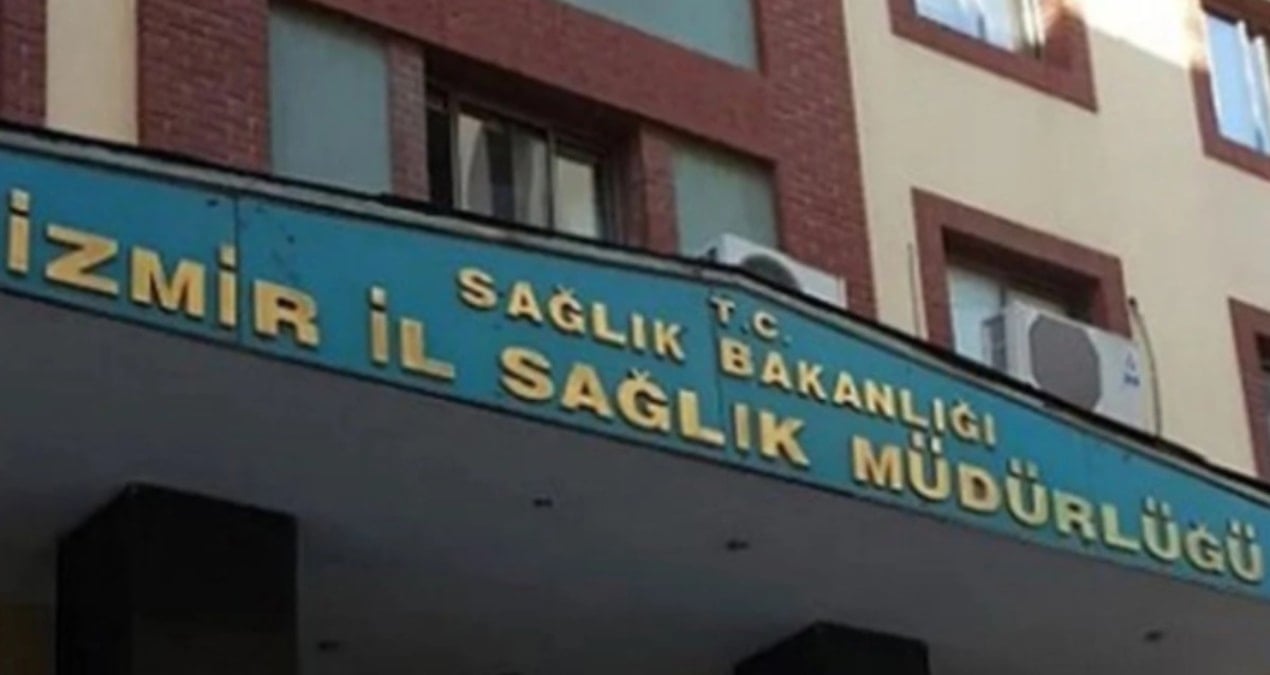 T.C.
SAĞLIK BAKANLIĞI
İZMİR İL SAĞLIK MÜDÜRLÜĞÜ